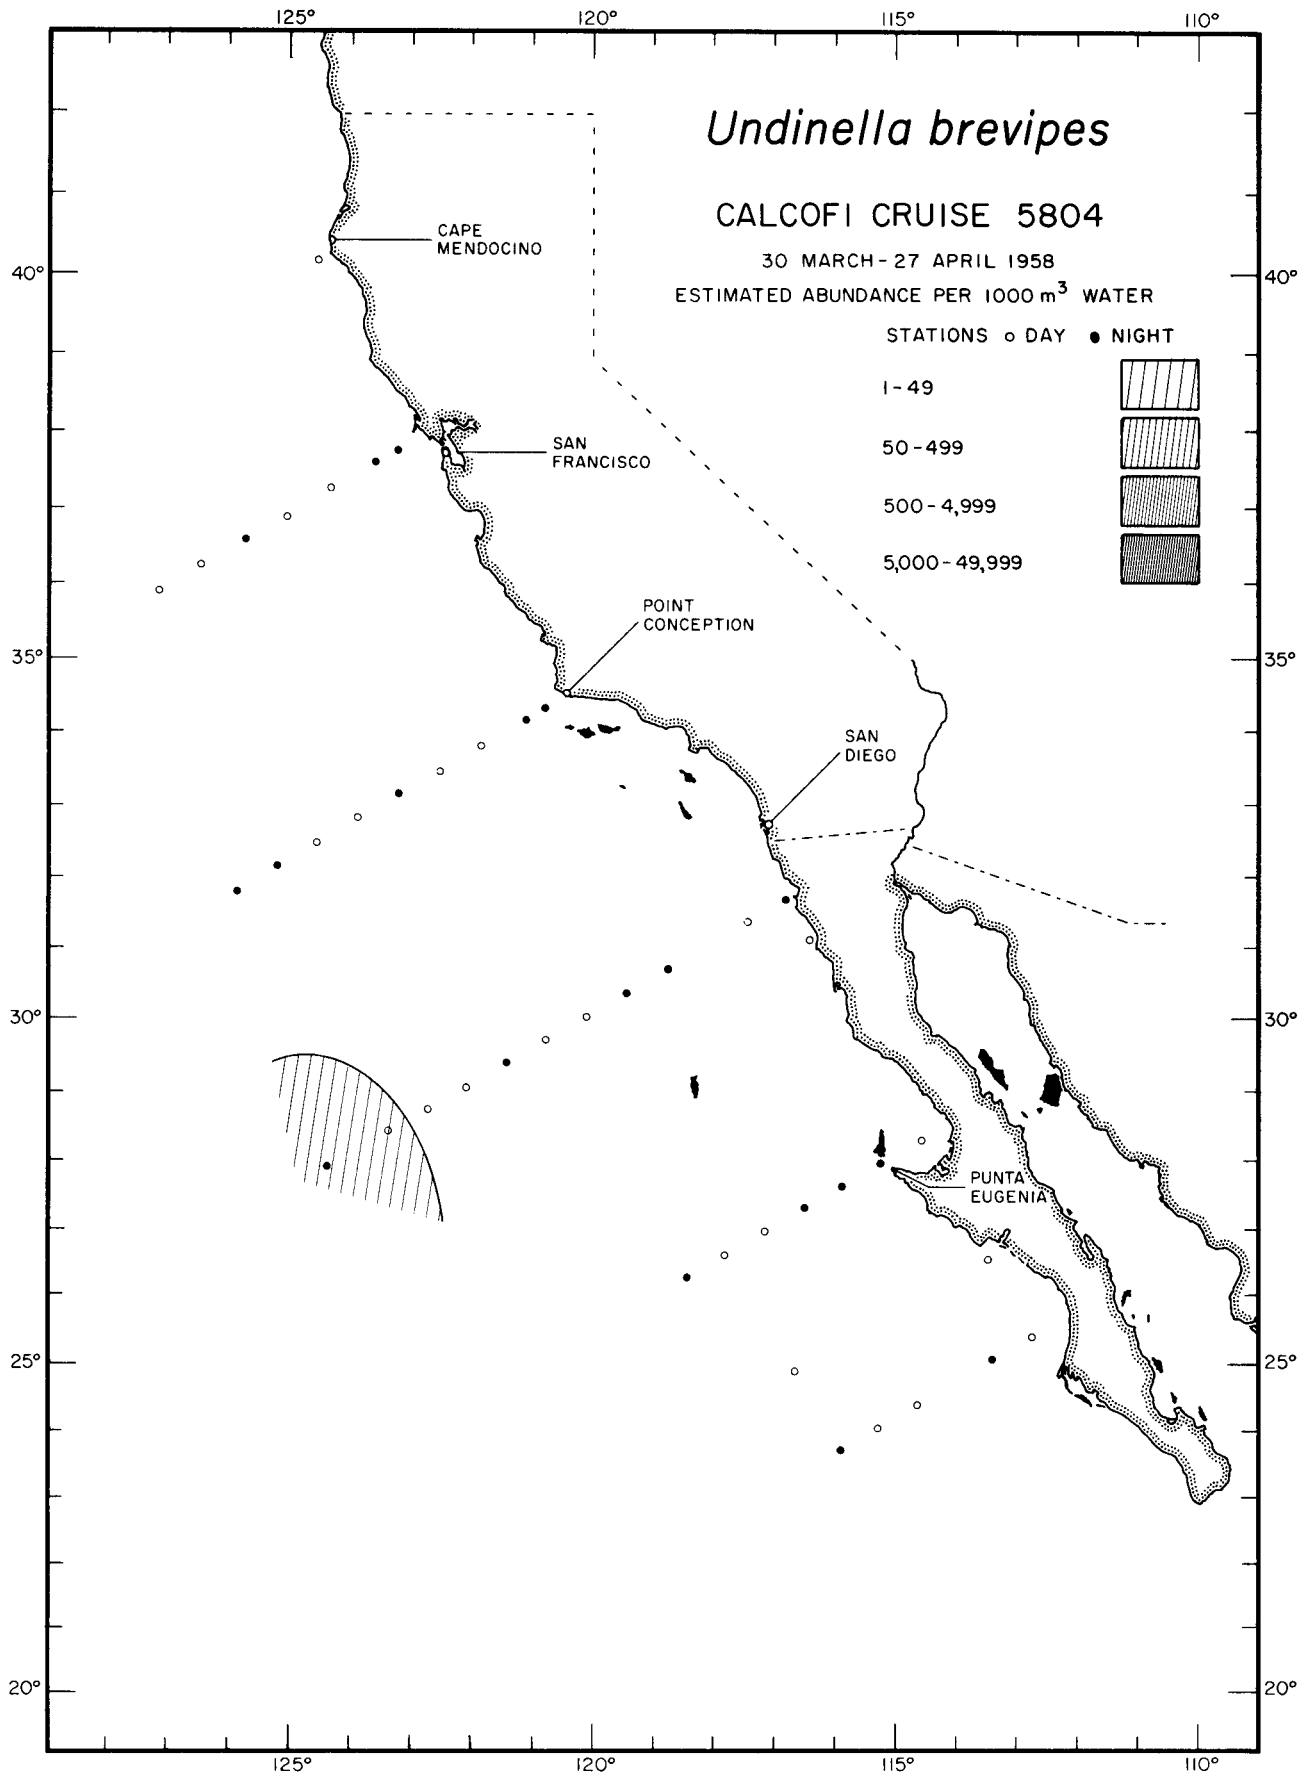 125°
120°
115°
110°
Undinella brevipes
CALCOFI CRUISE 5804
30 MARCH - 27 APRIL 1958
ESTIMATED ABUNDANCE PER 1000 m³ WATER
STATIONS ○ DAY ● NIGHT
1 - 49
50 - 499
500 - 4,999
5,000 - 49,999
CAPE
MENDOCINO
40°
40°
SAN
FRANCISCO
POINT
CONCEPTION
35°
35°
SAN
DIEGO
30°
30°
PUNTA
EUGENIA
25°
25°
20°
20°
125°
120°
115°
110°